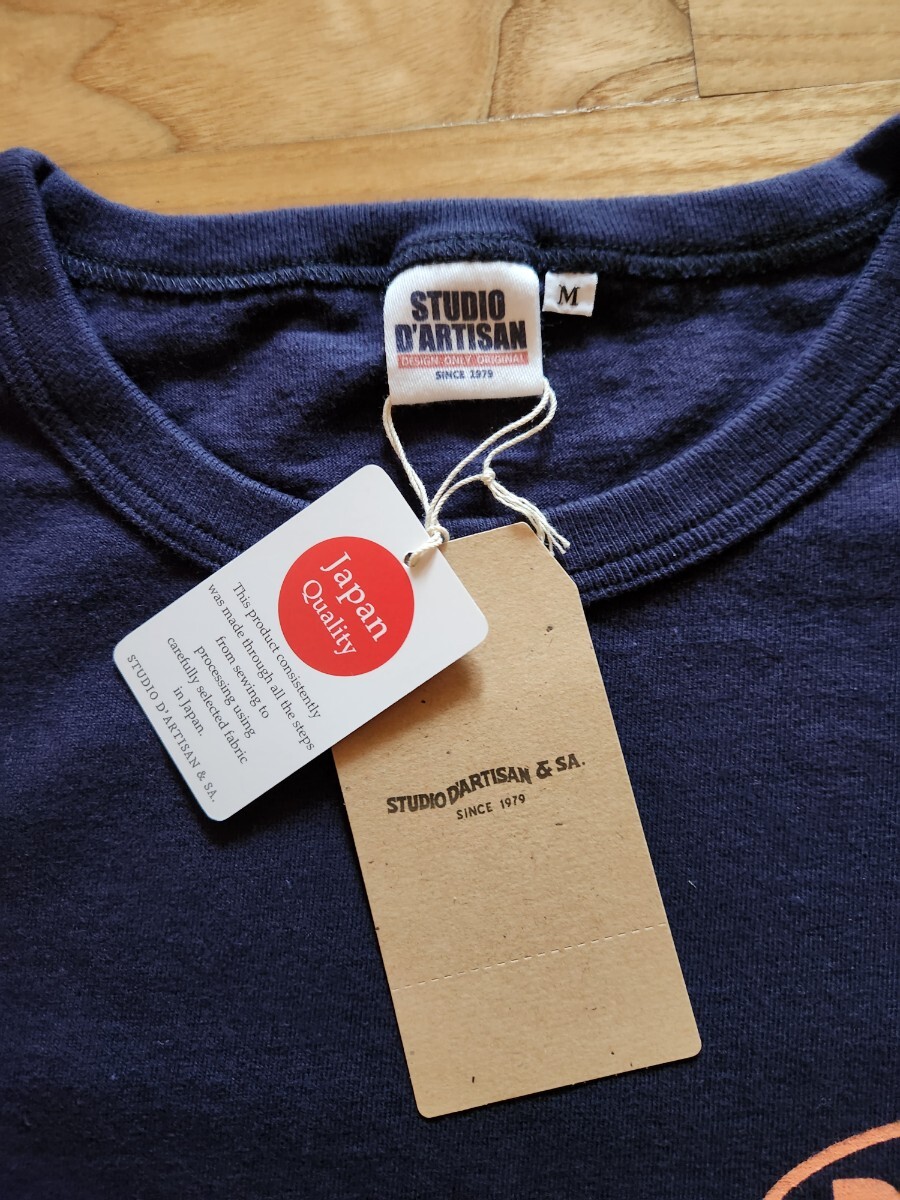 STUDIO
D'ARTISAN
DESIGN ONLY ORIGINAL
SINCE 1979
M
Japan
Quality
This product consistently
was made through all the steps
from sewing to
processing using
carefully selected fabric
in Japan.
STUDIO D'ARTISAN & SA.
STUDIO D'ARTISAN & SA.
SINCE 1979